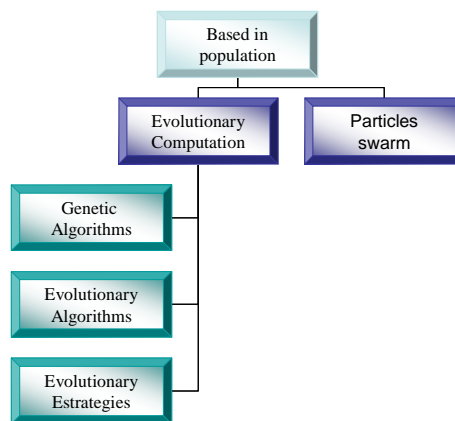 Based in
population
Evolutionary
Computation
Particles
swarm
Genetic
Algorithms
Evolutionary
Algorithms
Evolutionary
Estrategies